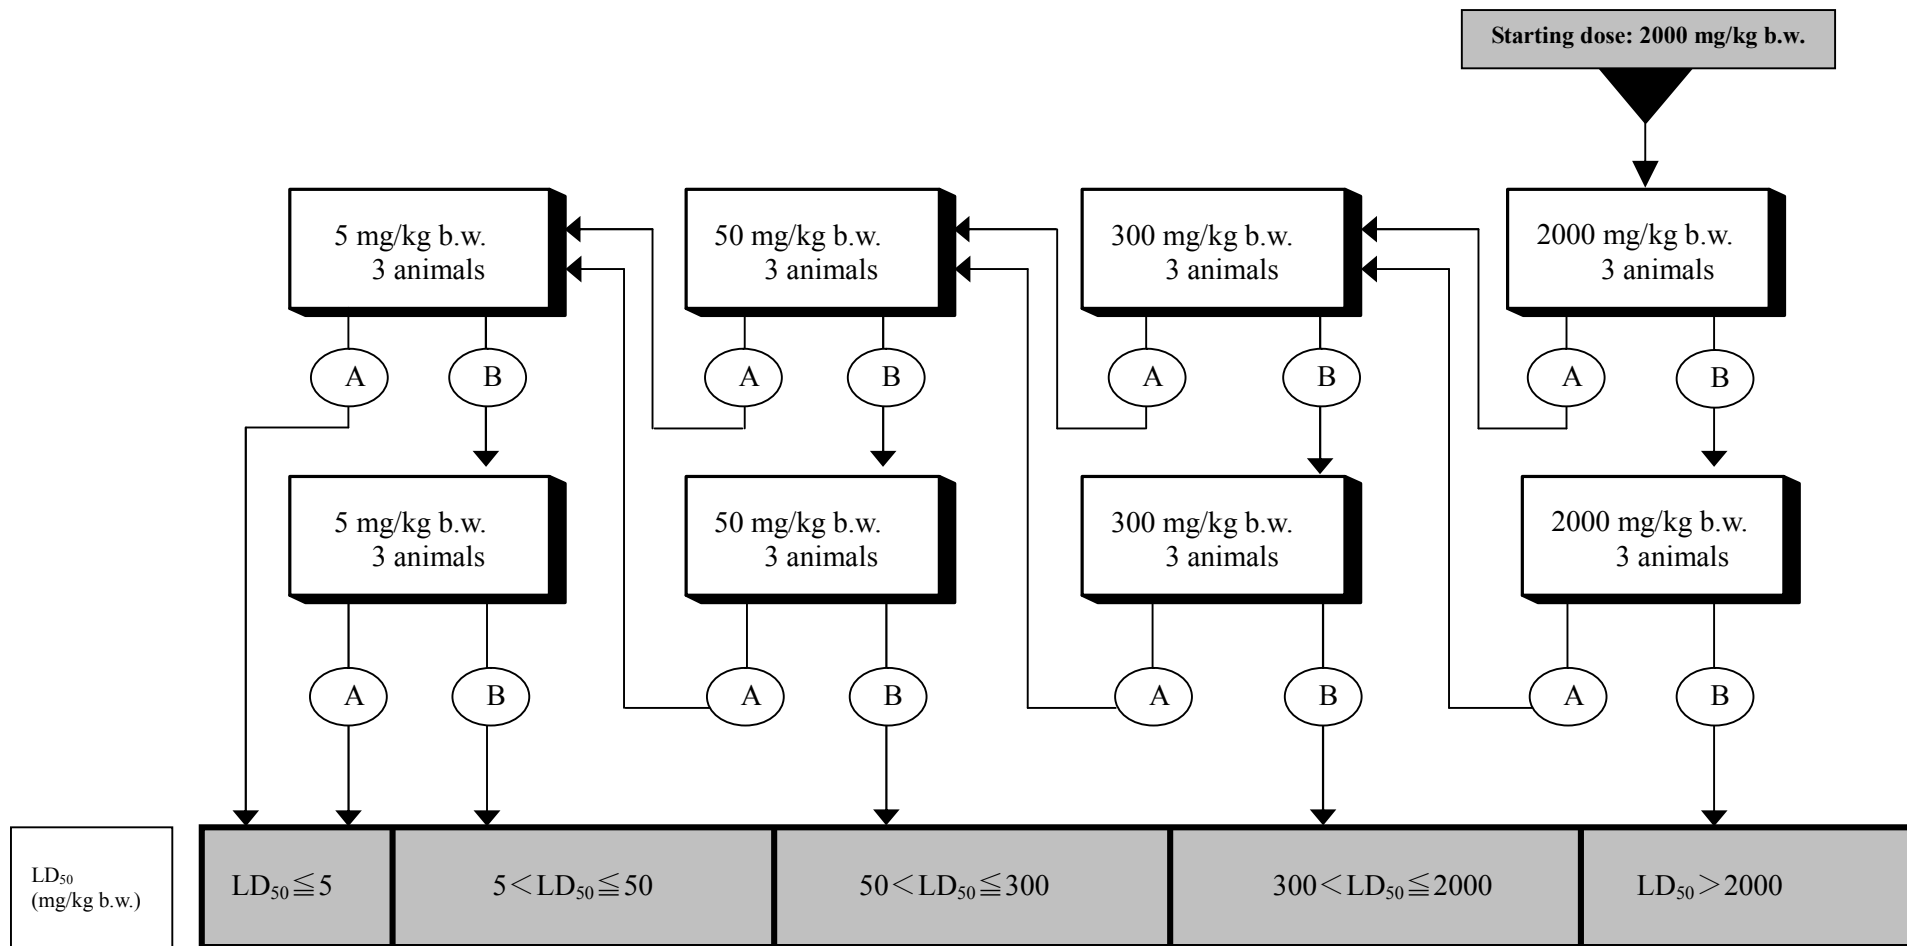 Starting dose: 2000 mg/kg b.w.
5 mg/kg b.w.
3 animals
50 mg/kg b.w.
3 animals
300 mg/kg b.w.
3 animals
2000 mg/kg b.w.
3 animals
A
B
A
B
A
B
A
B
5 mg/kg b.w.
3 animals
50 mg/kg b.w.
3 animals
300 mg/kg b.w.
3 animals
2000 mg/kg b.w.
3 animals
A
B
A
B
A
B
A
B
LD50
(mg/kg b.w.)
LD50≦5
5<LD50≦50
50<LD50≦300
300<LD50≦2000
LD50>2000